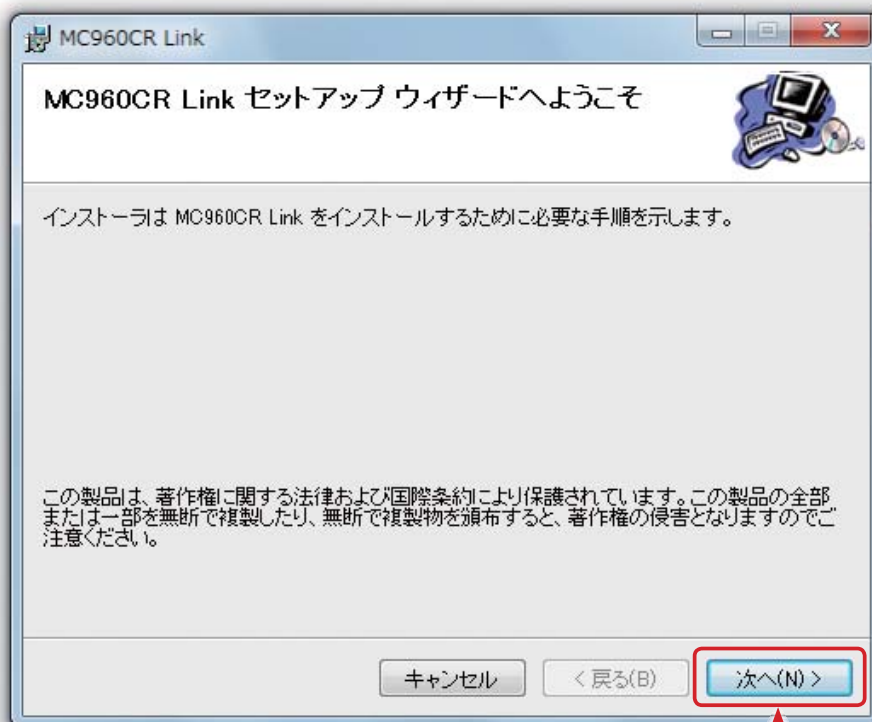 MC960CR Link
MC960CR Link セットアップ ウィザードへようこそ
インストーラは MC960CR Link をインストールするために必要な手順を示します。
この製品は、著作権に関する法律および国際条約により保護されています。この製品の全部
または一部を無断で複製したり、無断で複製物を頒布すると、著作権の侵害となりますのでご
注意ください。
キャンセル
< 戻る(B)
次へ(N) >